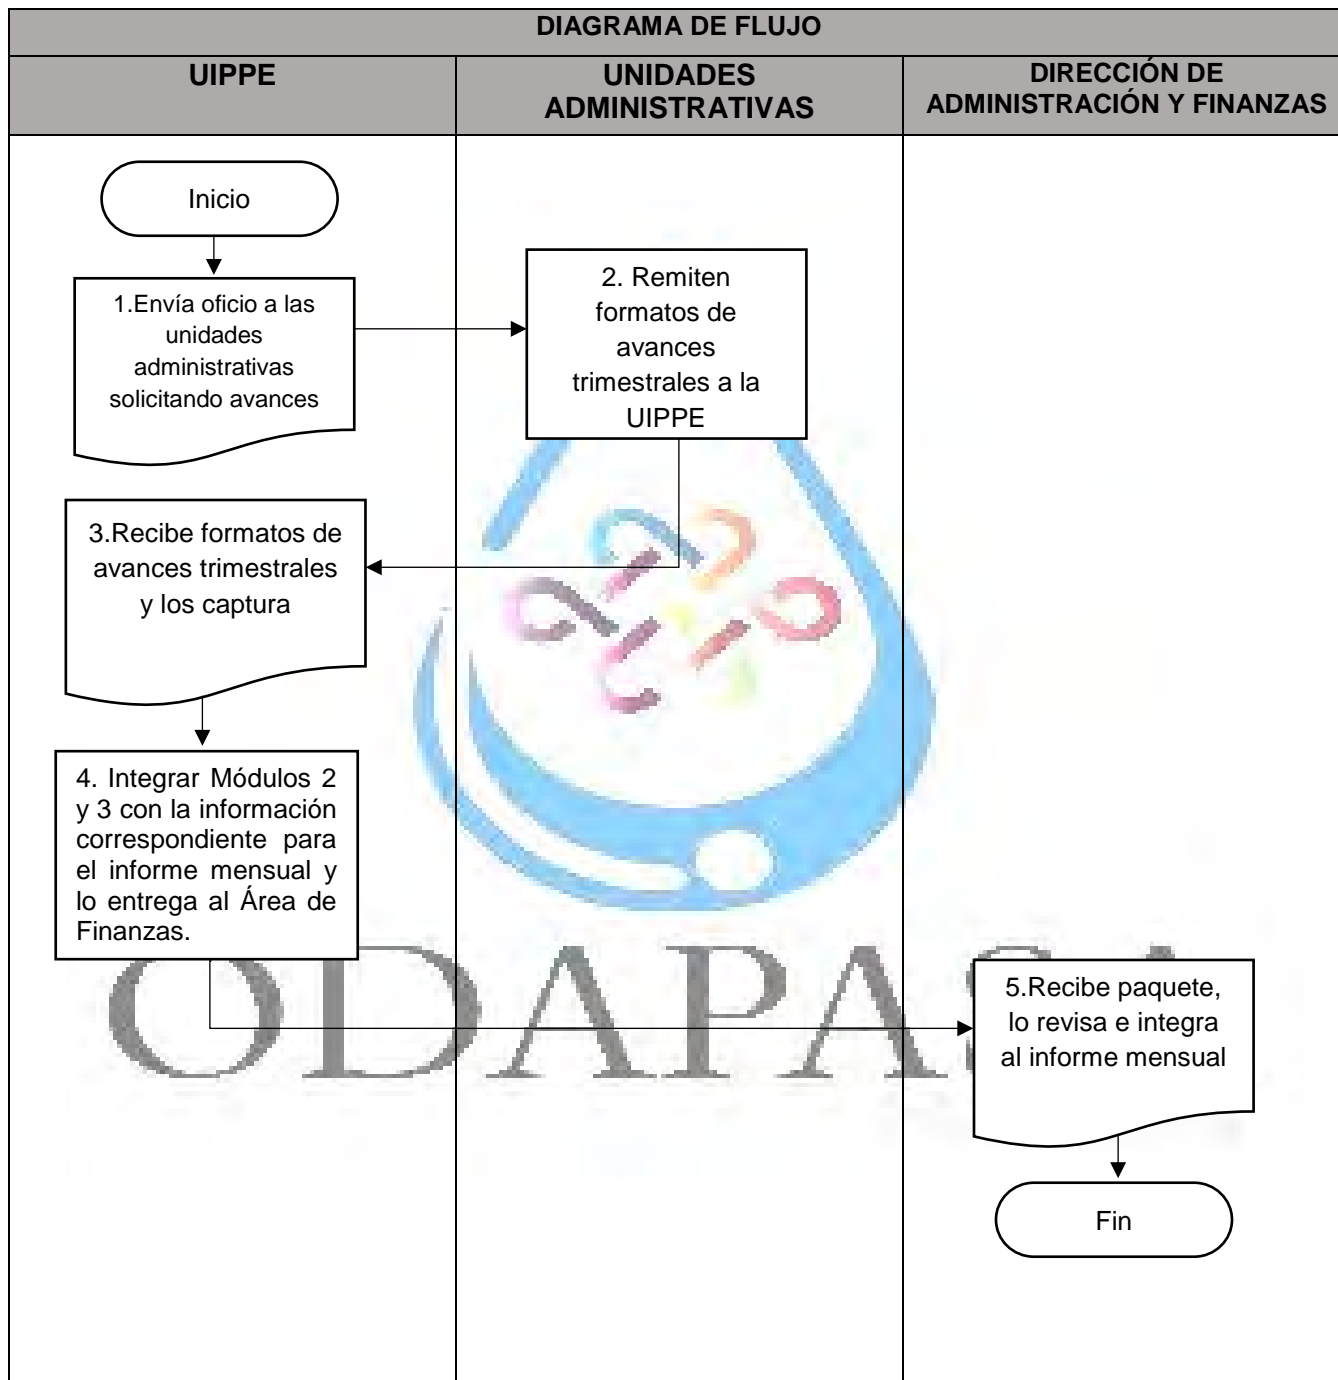 DIAGRAMA DE FLUJO
UIPPE
UNIDADES
ADMINISTRATIVAS
DIRECCIÓN DE
ADMINISTRACIÓN Y FINANZAS
Inicio
1.Envía oficio a las
unidades
administrativas
solicitando avances
2. Remiten
formatos de
avances
trimestrales a la
UIPPE
3.Recibe formatos de
avances trimestrales
y los captura
4. Integrar Módulos 2
y 3 con la información
correspondiente para
el informe mensual y
lo entrega al Área de
Finanzas.
5.Recibe paquete,
lo revisa e integra
al informe mensual
Fin
ODAPAS